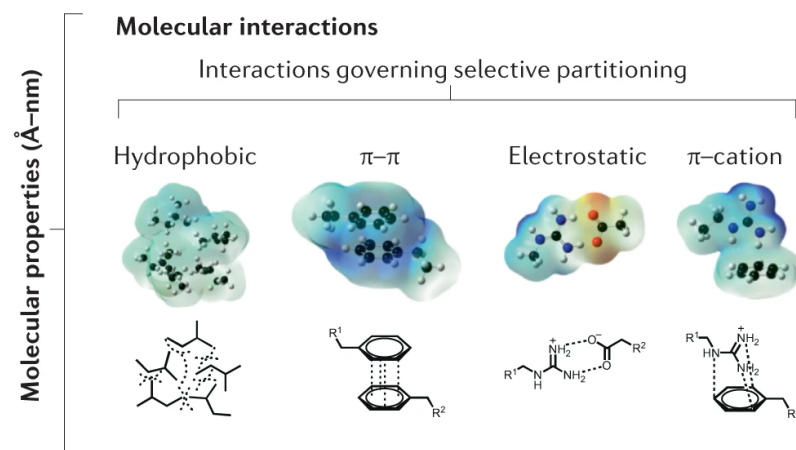 Molecular interactions
Interactions governing selective partitioning
Molecular properties (Å–nm)
Hydrophobic
π–π
Electrostatic
π–cation
R¹
R²
R¹
N
H
+
NH₂
NH₂
O⁻
O
R²
R¹
HN
+
NH₂
NH₂
R